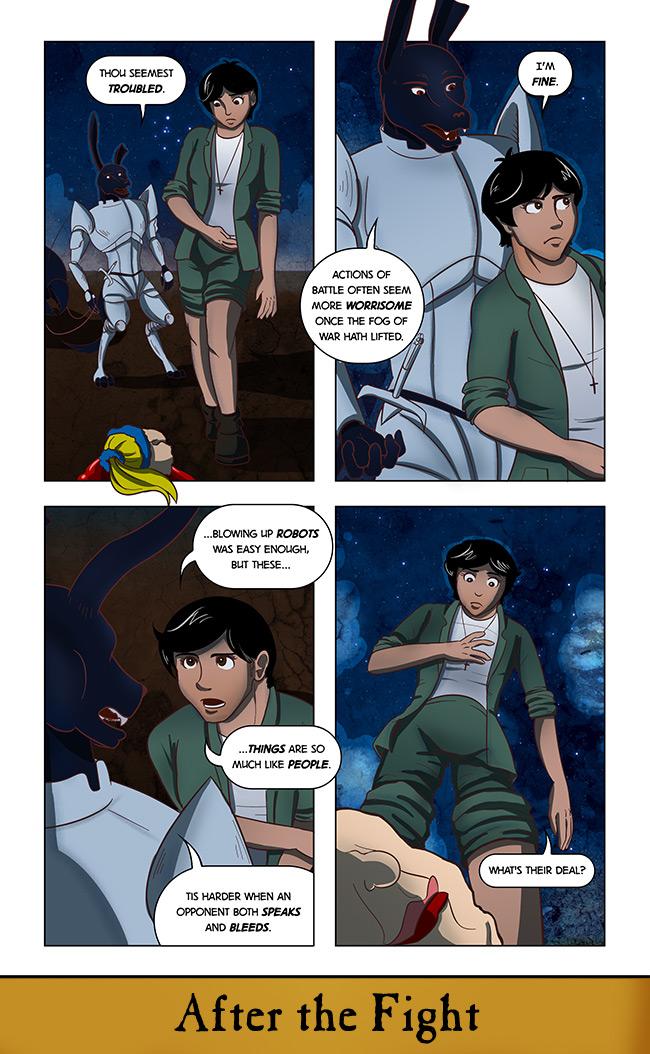 THOU SEEMEST
TROUBLED.
I'M
FINE.
ACTIONS OF
BATTLE OFTEN SEEM
MORE WORRISOME
ONCE THE FOG OF
WAR HATH LIFTED.
...BLOWING UP ROBOTS
WAS EASY ENOUGH,
BUT THESE...
...THINGS ARE SO
MUCH LIKE PEOPLE.
TIS HARDER WHEN AN
OPPONENT BOTH SPEAKS
AND BLEEDS.
WHAT'S THEIR DEAL?
After the Fight